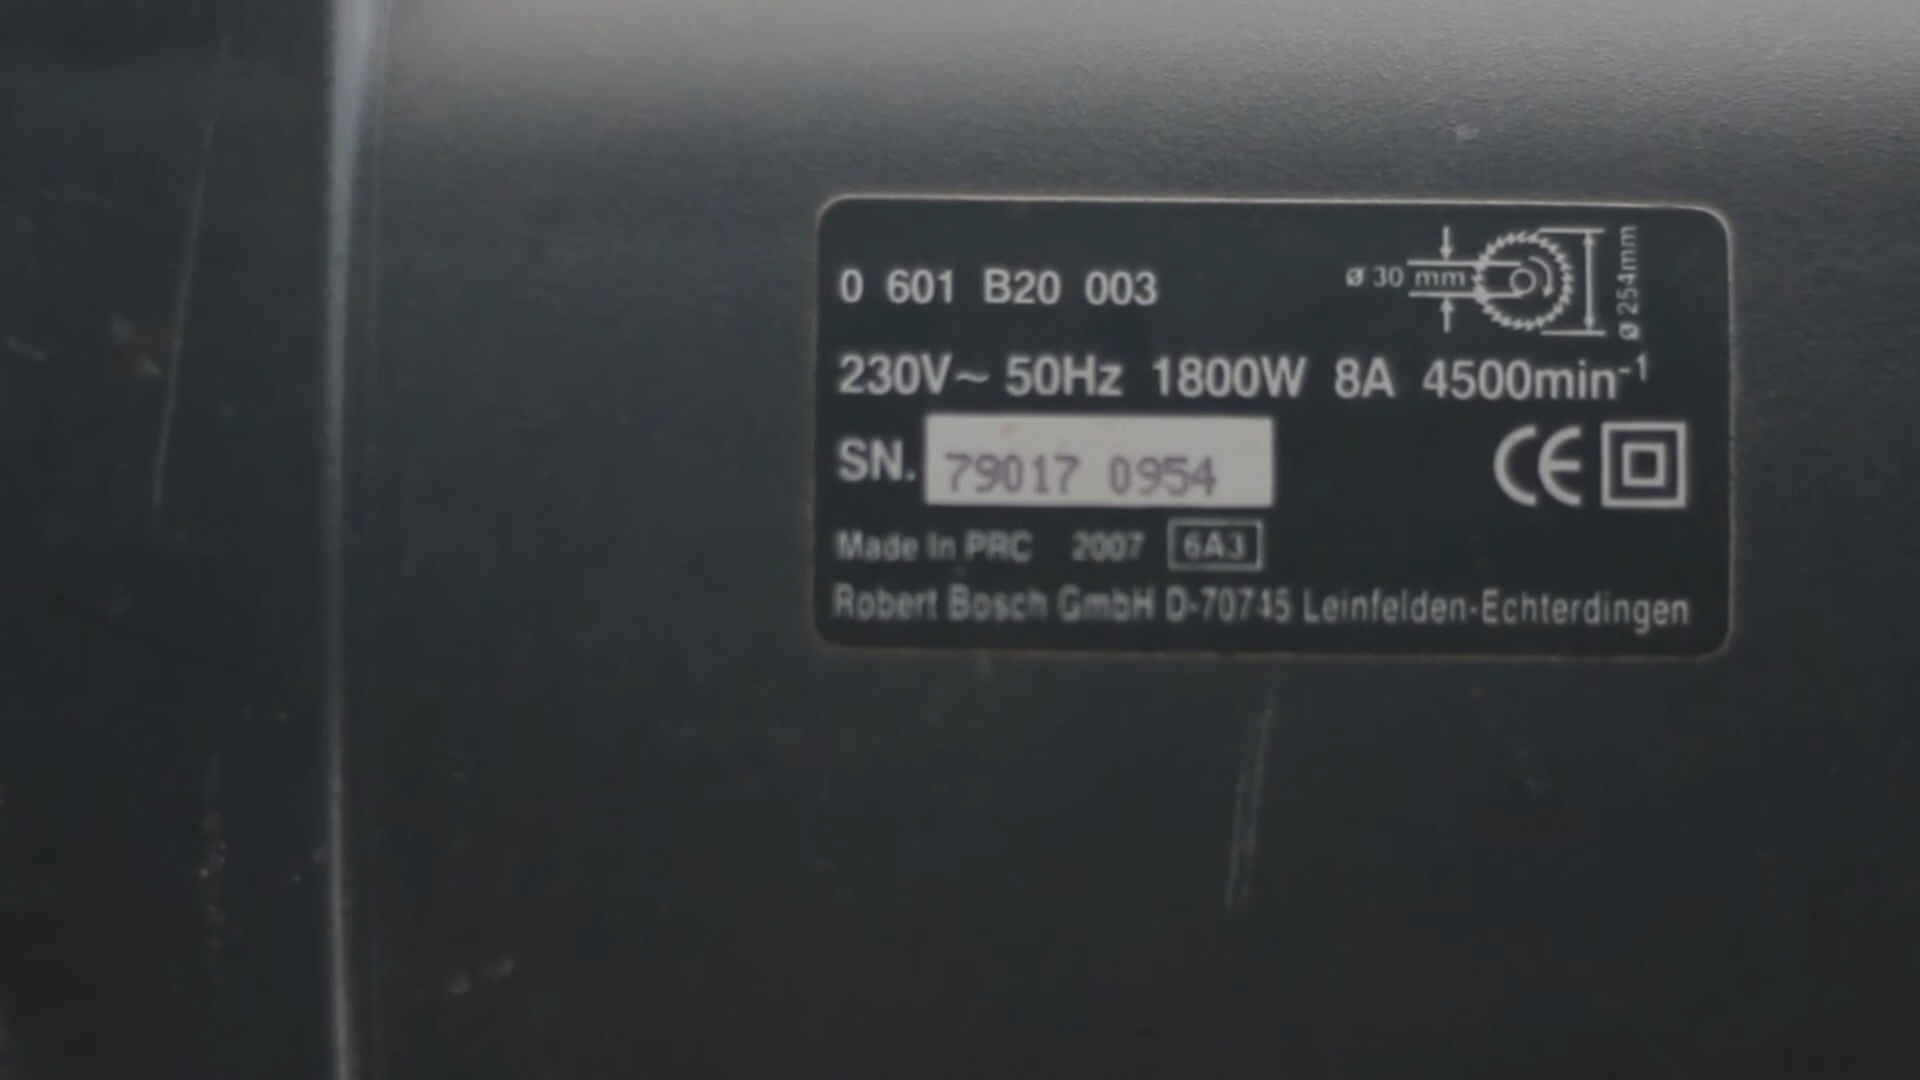 0 601 B20 003
ø 30 mm
ø 254mm
230V~ 50Hz 1800W 8A 4500min⁻¹
SN. 79017 0954
CE
Made In PRC 2007 6A3
Robert Bosch GmbH D-70745 Leinfelden-Echterdingen